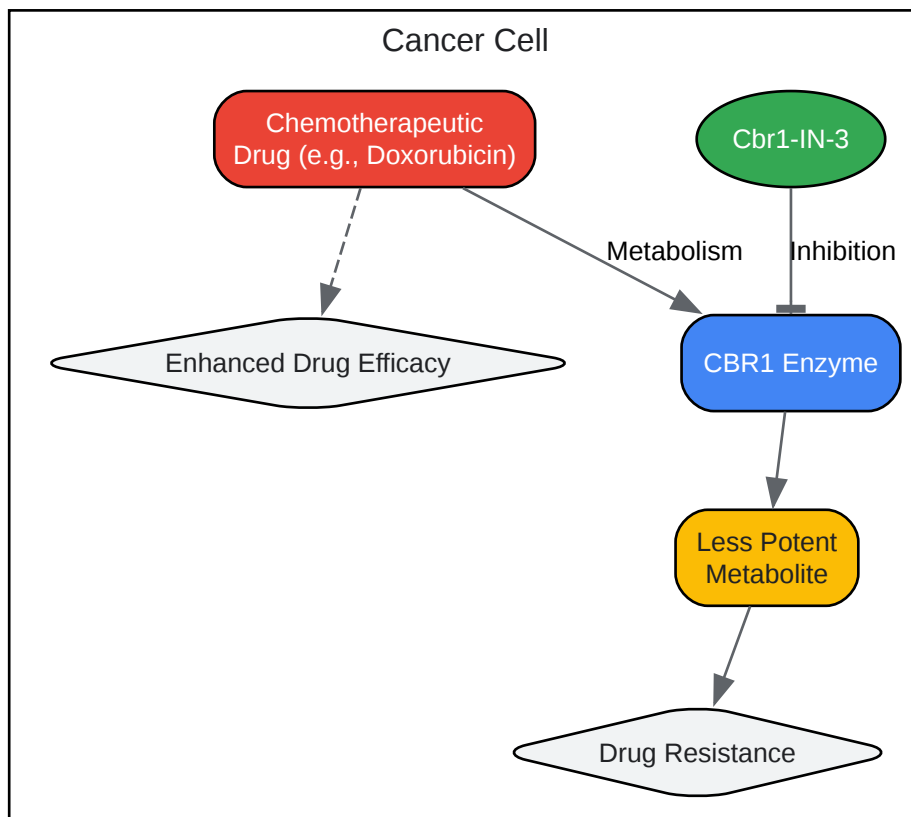 Cancer Cell
Chemotherapeutic
Drug (e.g., Doxorubicin)
Cbr1-IN-3
Metabolism
Inhibition
Enhanced Drug Efficacy
CBR1 Enzyme
Less Potent
Metabolite
Drug Resistance